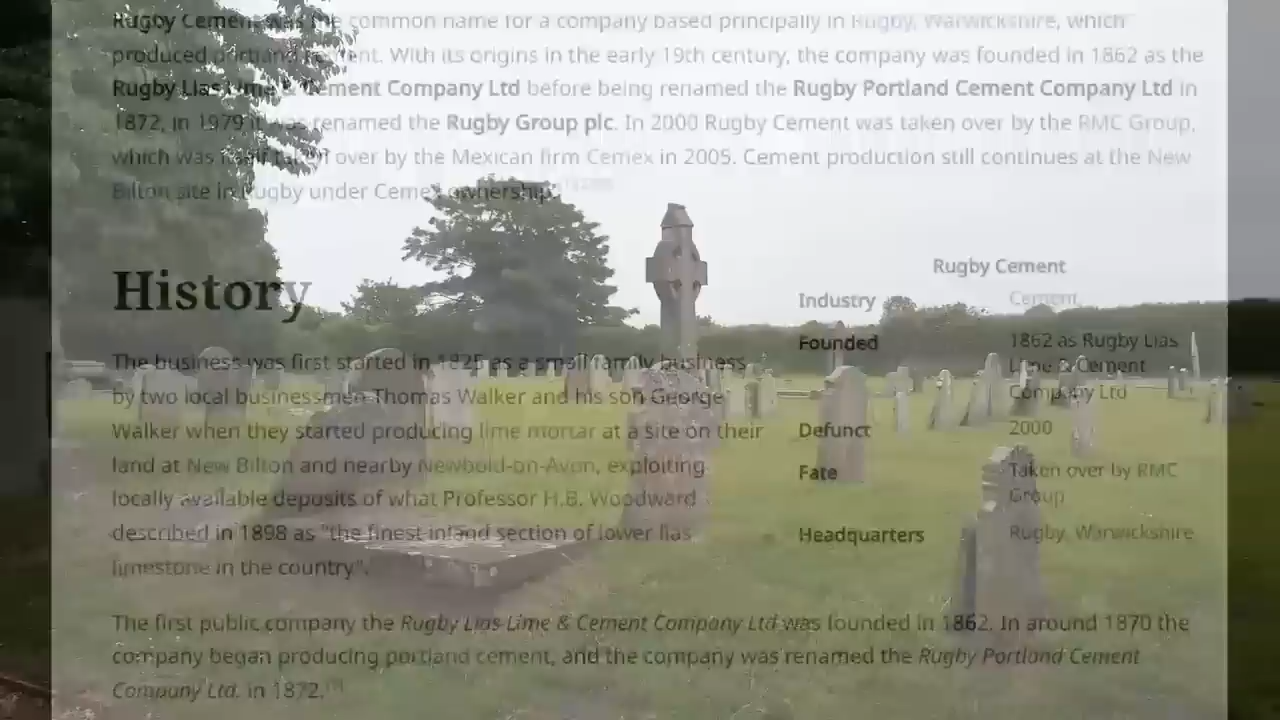 Rugby Cement was the common name for a company based principally in Rugby, Warwickshire, which
produced portland cement. With its origins in the early 19th century, the company was founded in 1862 as the
Rugby Lias Lime & Cement Company Ltd before being renamed the Rugby Portland Cement Company Ltd in
1872, in 1979 it was renamed the Rugby Group plc. In 2000 Rugby Cement was taken over by the RMC Group,
which was itself taken over by the Mexican firm Cemex in 2005. Cement production still continues at the New
Bilton site in Rugby under Cemex ownership.
History
The business was first started in 1825 as a small family business
by two local businessmen Thomas Walker and his son George
Walker when they started producing lime mortar at a site on their
land at New Bilton and nearby Newbold-on-Avon, exploiting
locally available deposits of what Professor H.B. Woodward
described in 1898 as "the finest inland section of lower lias
limestone in the country".
Rugby Cement
Industry Cement
Founded 1862 as Rugby Lias
Lime & Cement
Company Ltd
Defunct 2000
Fate Taken over by RMC
Group
Headquarters Rugby, Warwickshire
The first public company the Rugby Lias Lime & Cement Company Ltd was founded in 1862. In around 1870 the
company began producing portland cement, and the company was renamed the Rugby Portland Cement
Company Ltd. in 1872.